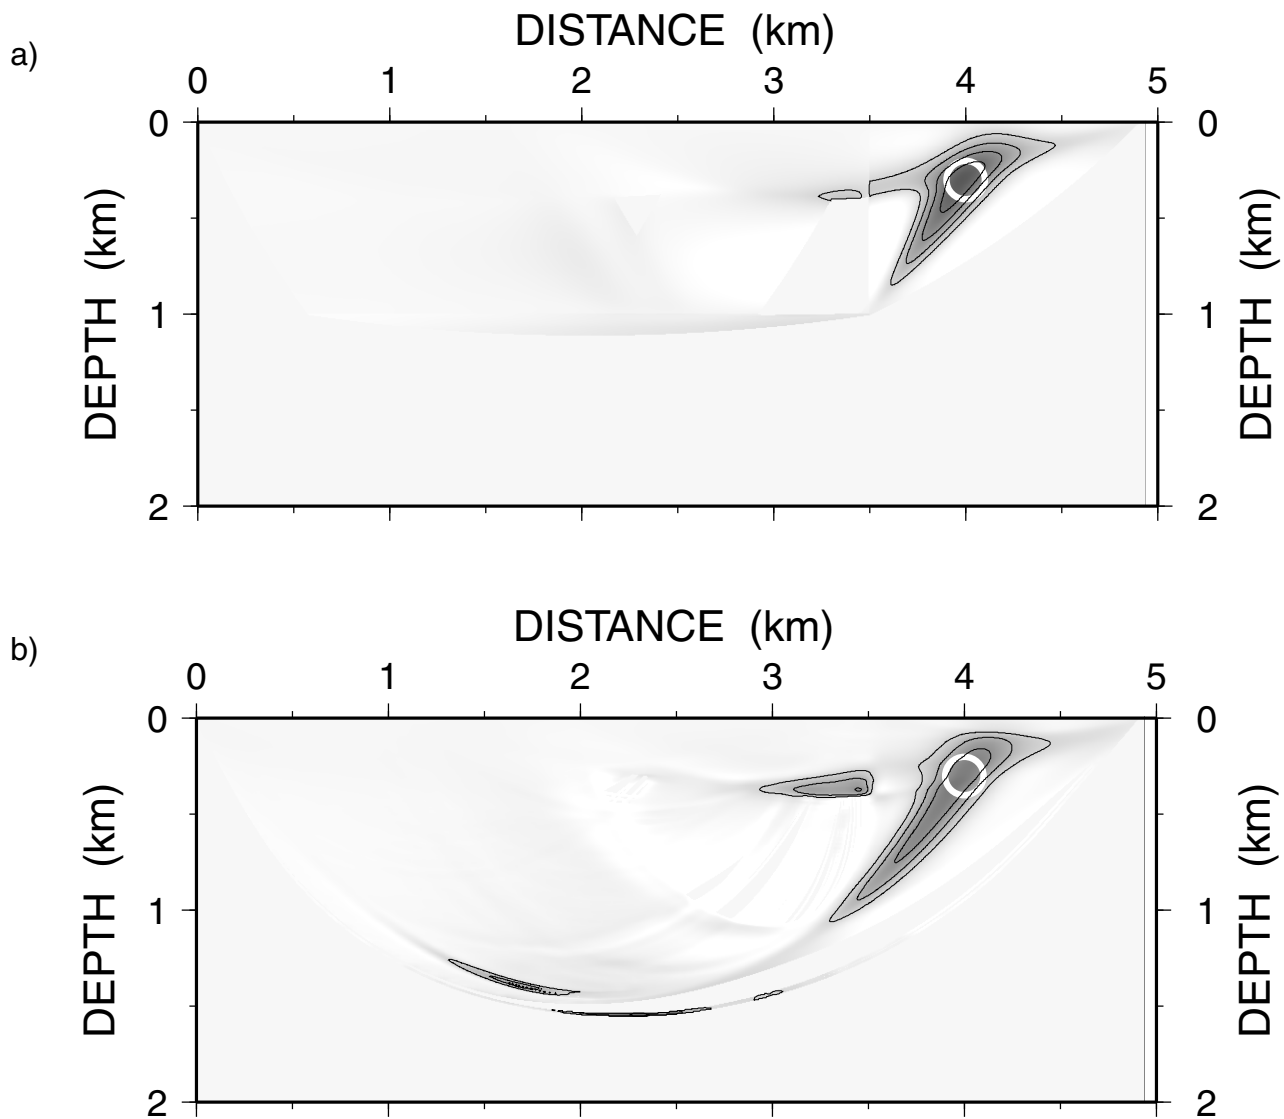 DISTANCE (km)
a)
0 1 2 3 4 5
0 0
DEPTH (km) DEPTH (km)
1 1
2 2
DISTANCE (km)
b)
0 1 2 3 4 5
0 0
DEPTH (km) DEPTH (km)
1 1
2 2